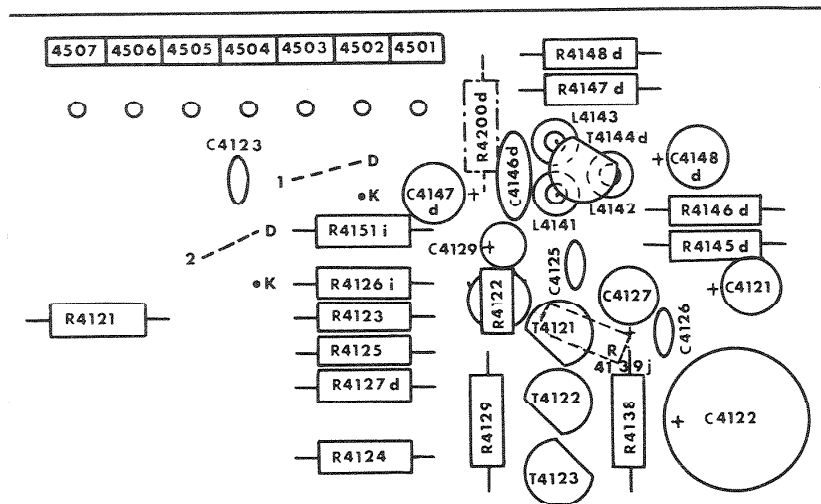 4507 4506 4505 4504 4503 4502 4501
R4148 d
R4147 d
R4200 d
L4143
T4144 d
C4123
D
1
K
C4146 d
+ C4148 d
C4147 d +
L4142
L4141
R4146 d
R4151 i
D
2
C4129 +
R4145 d
C4125
K
R4126 i
R4122
C4127
+ C4121
R4121
R4123
T4121
+
C4126
R4125
R 4139 j
R4127 d
T4122
R4129
R4138
+ C4122
R4124
T4123